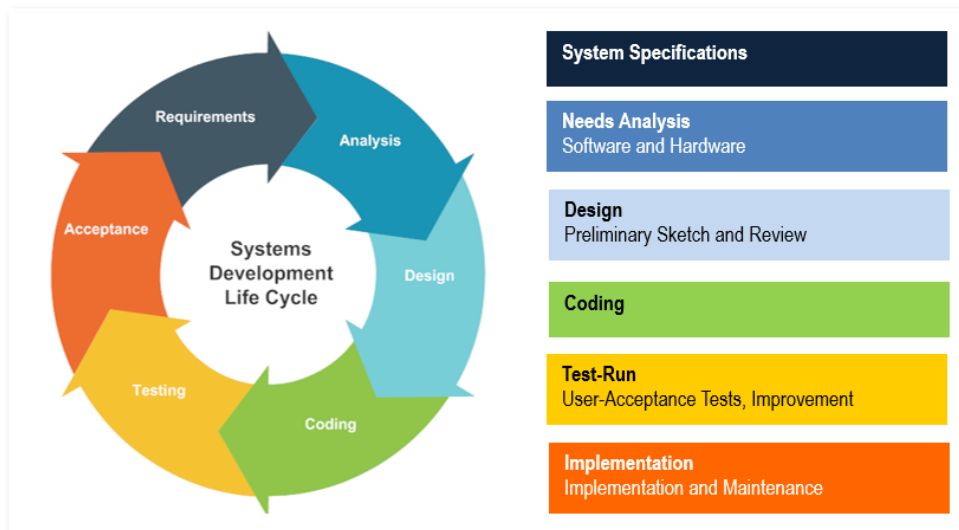 Requirements
Analysis
Design
Coding
Testing
Acceptance
Systems
Development
Life Cycle
System Specifications
Needs Analysis
Software and Hardware
Design
Preliminary Sketch and Review
Coding
Test-Run
User-Acceptance Tests, Improvement
Implementation
Implementation and Maintenance